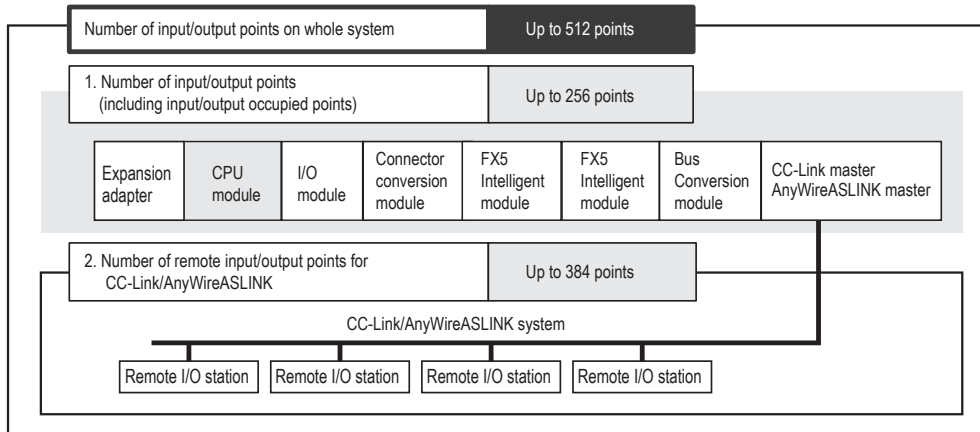 Number of input/output points on whole system
Up to 512 points
1. Number of input/output points
(including input/output occupied points)
Up to 256 points
Expansion
adapter
CPU
module
I/O
module
Connector
conversion
module
FX5
Intelligent
module
FX5
Intelligent
module
Bus
Conversion
module
CC-Link master
AnyWireASLINK master
2. Number of remote input/output points for
CC-Link/AnyWireASLINK
Up to 384 points
CC-Link/AnyWireASLINK system
Remote I/O station
Remote I/O station
Remote I/O station
Remote I/O station